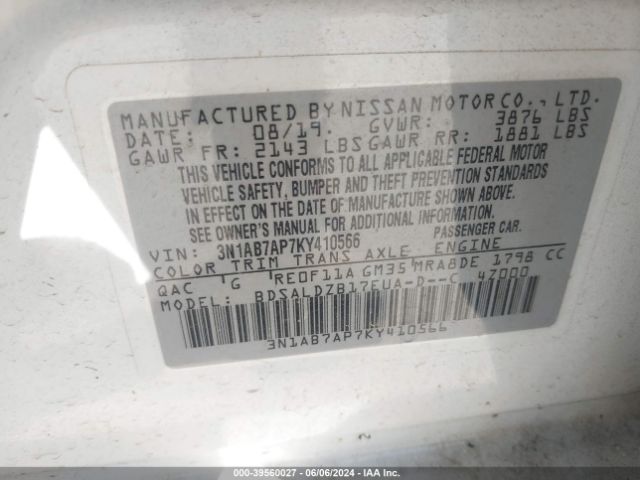 MANUFACTURED BY NISSAN MOTOR CO., LTD.
DATE: 08/19. GVWR: 3876 LBS
GAWR FR: 2143 LBS GAWR RR: 1881 LBS
THIS VEHICLE CONFORMS TO ALL APPLICABLE FEDERAL MOTOR
VEHICLE SAFETY, BUMPER AND THEFT PREVENTION STANDARDS
IN EFFECT ON THE DATE OF MANUFACTURE SHOWN ABOVE.
SEE OWNER'S MANUAL FOR ADDITIONAL INFORMATION.
VIN: 3N1AB7AP7KY410566 PASSENGER CAR.
COLOR TRIM TRANS AXLE ENGINE
QAC G RE0F11A GM35 MRA8DE 1798 CC
MODEL: BDSALDZB17EUA-D--C 4Z000
3N1AB7AP7KY410566
000-39560027 - 06/06/2024 - IAA Inc.